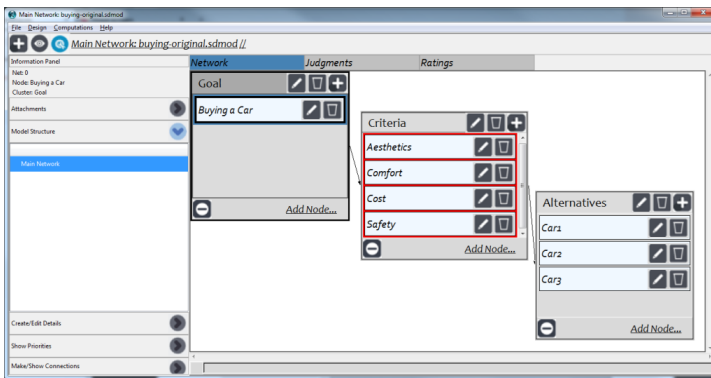 Main Network: buying-original.sdmod
File Design Computations Help
Main Network: buying-original.sdmod //
Information Panel
Net: 0
Node: Buying a Car
Cluster: Goal
Attachments
Model Structure
Main Network
Create/Edit Details
Show Priorities
Make/Show Connections
Network Judgments Ratings
Goal
Buying a Car
Add Node...
Criteria
Aesthetics
Comfort
Cost
Safety
Add Node...
Alternatives
Car1
Car2
Car3
Add Node...